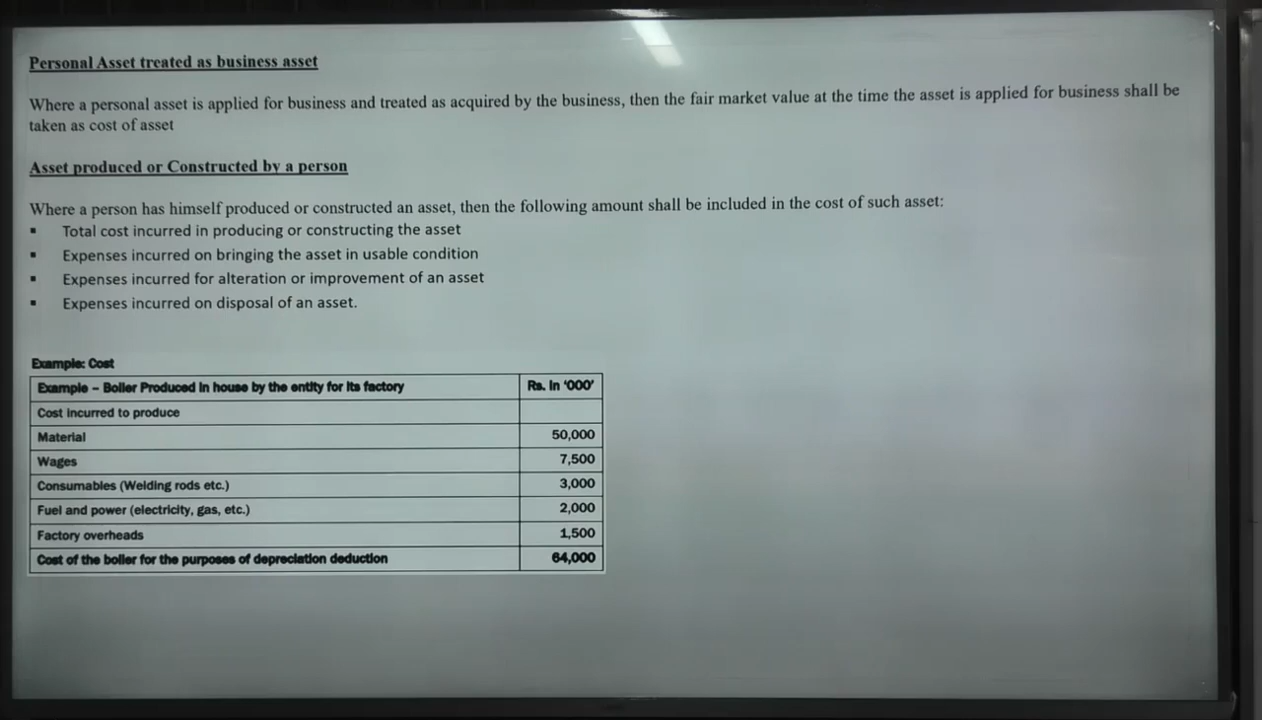 Personal Asset treated as business asset
Where a personal asset is applied for business and treated as acquired by the business, then the fair market value at the time the asset is applied for business shall be
taken as cost of asset
Asset produced or Constructed by a person
Where a person has himself produced or constructed an asset, then the following amount shall be included in the cost of such asset:
▪ Total cost incurred in producing or constructing the asset
▪ Expenses incurred on bringing the asset in usable condition
▪ Expenses incurred for alteration or improvement of an asset
▪ Expenses incurred on disposal of an asset.
Example: Cost
Example – Boiler Produced in house by the entity for its factory Rs. in '000'
Cost incurred to produce
Material 50,000
Wages 7,500
Consumables (Welding rods etc.) 3,000
Fuel and power (electricity, gas, etc.) 2,000
Factory overheads 1,500
Cost of the boiler for the purposes of depreciation deduction 64,000